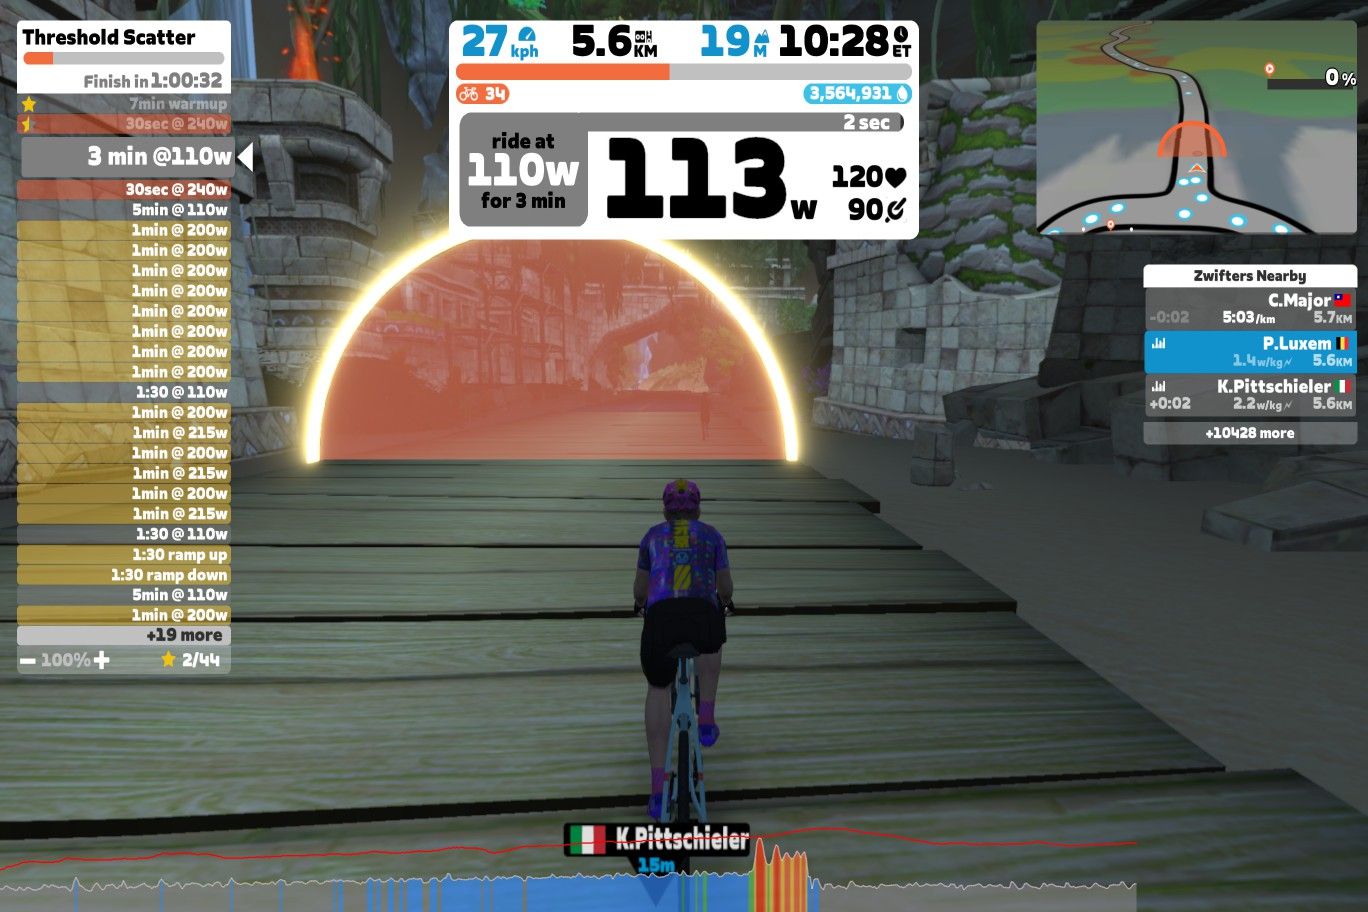 Threshold Scatter
Finish in 1:00:32
7min warmup
30sec @ 240w
3 min @110w
30sec @ 240w
5min @ 110w
1min @ 200w
1min @ 200w
1min @ 200w
1min @ 200w
1min @ 200w
1min @ 200w
1min @ 200w
1min @ 200w
1:30 @ 110w
1min @ 200w
1min @ 215w
1min @ 200w
1min @ 215w
1min @ 200w
1min @ 215w
1:30 @ 110w
1:30 ramp up
1:30 ramp down
5min @ 110w
1min @ 200w
+19 more
100%
2/44
27 kph 5.6 KM 19 M 10:28 ET
34 3,564,931
2 sec
ride at
110w
for 3 min
113 w
120
90
0 %
Zwifters Nearby
C.Major
-0:02 5:03/km 5.7KM
P.Luxem
1.4w/kg 5.6KM
K.Pittschieler
+0:02 2.2w/kg 5.6KM
+10428 more
K.Pittschieler
15m